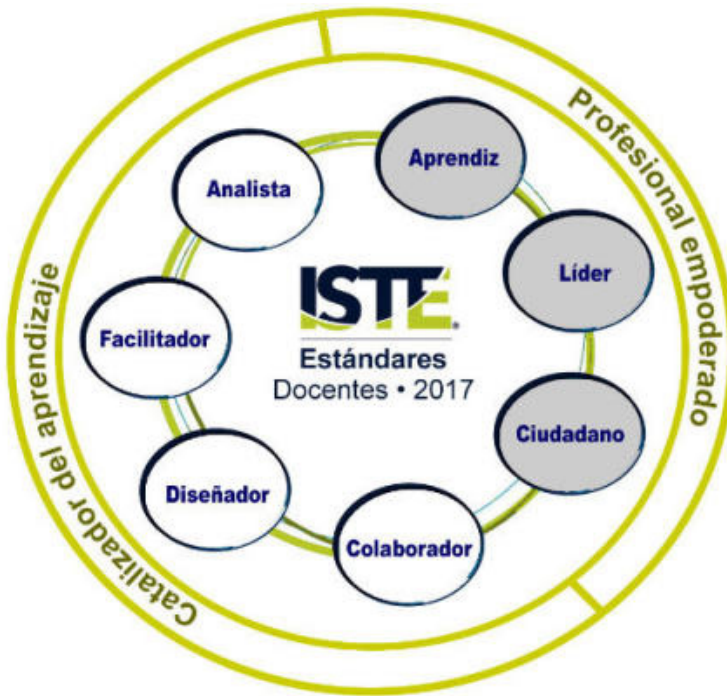 Profesional empoderado
Catalizador del aprendizaje
Aprendiz
Líder
Ciudadano
Colaborador
Diseñador
Facilitador
Analista
ISTE®
Estándares
Docentes • 2017